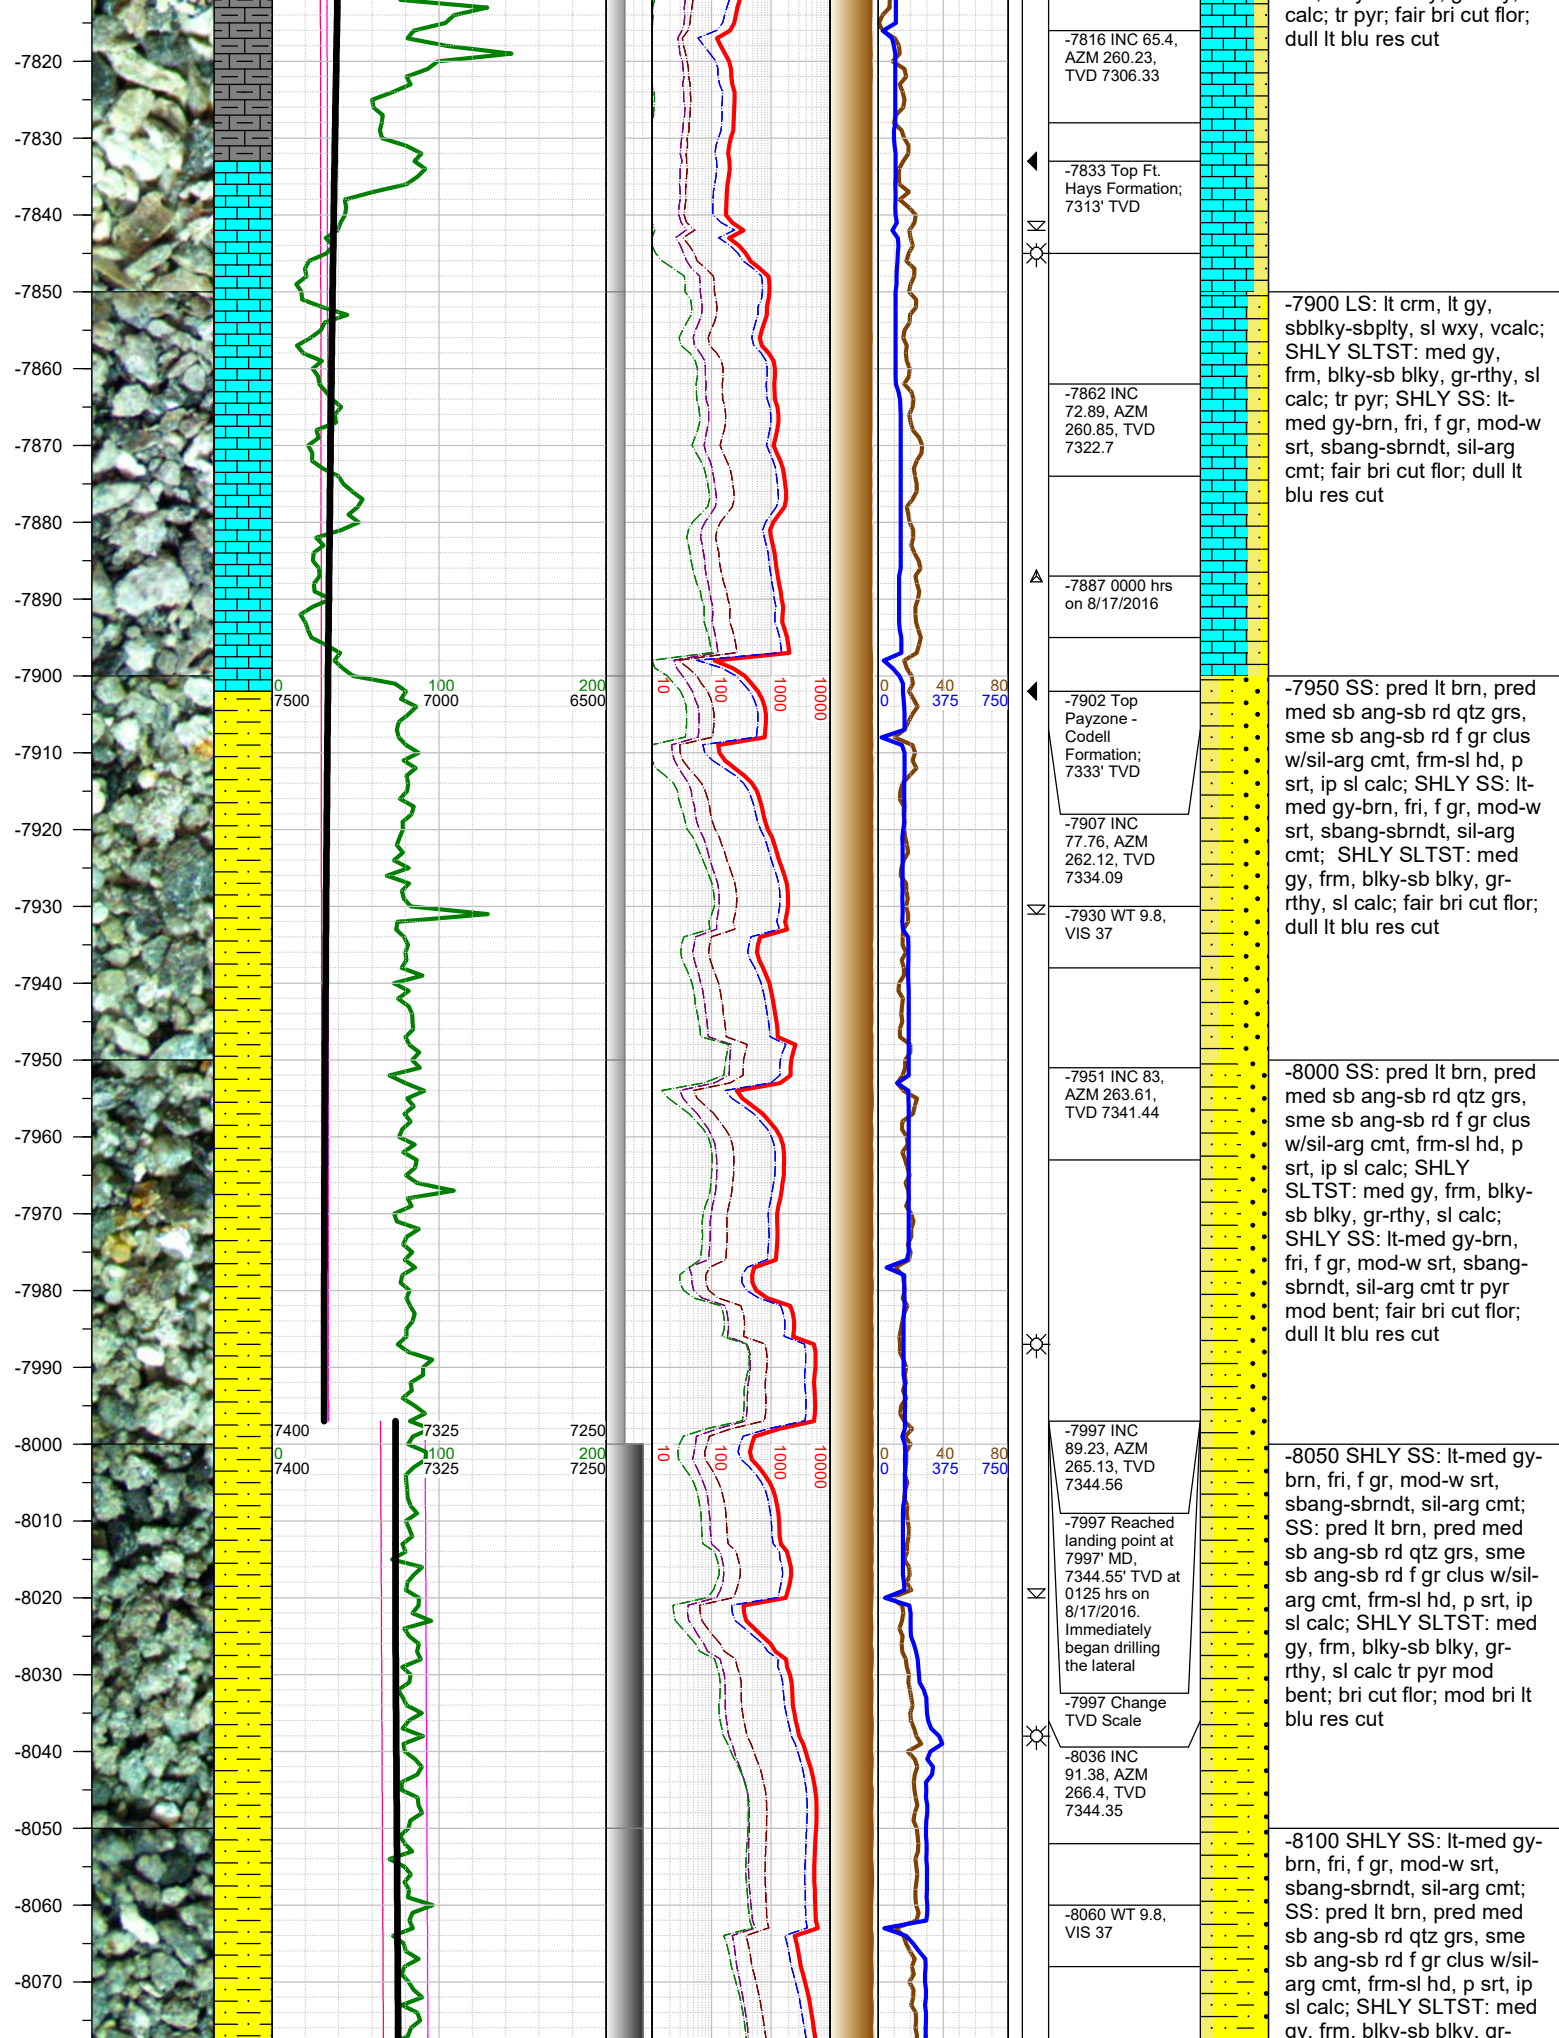 calc; tr pyr; fair bri cut flor;
dull lt blu res cut
-7816 INC 65.4,
AZM 260.23,
TVD 7306.33
-7820
-7830
-7833 Top Ft.
Hays Formation;
7313' TVD
-7840
-7850
-7900 LS: lt crm, lt gy,
sbblky-sbplty, sl wxy, vcalc;
SHLY SLTST: med gy,
frm, blky-sb blky, gr-rthy, sl
calc; tr pyr; SHLY SS: lt-
med gy-brn, fri, f gr, mod-w
srt, sbang-sbrndt, sil-arg
cmt; fair bri cut flor; dull lt
blu res cut
-7860
-7862 INC
72.89, AZM
260.85, TVD
7322.7
-7870
-7880
-7887 0000 hrs
on 8/17/2016
-7890
-7900
0 100 200
7500 7000 6500
10 100 1000 10000
0 40 80
0 375 750
-7902 Top
Payzone -
Codell
Formation;
7333' TVD
-7950 SS: pred lt brn, pred
med sb ang-sb rd qtz grs,
sme sb ang-sb rd f gr clus
w/sil-arg cmt, frm-sl hd, p
srt, ip sl calc; SHLY SS: lt-
med gy-brn, fri, f gr, mod-w
srt, sbang-sbrndt, sil-arg
cmt;  SHLY SLTST: med
gy, frm, blky-sb blky, gr-
rthy, sl calc; fair bri cut flor;
dull lt blu res cut
-7910
-7907 INC
77.76, AZM
262.12, TVD
7334.09
-7920
-7930
-7930 WT 9.8,
VIS 37
-7940
-7950
-7951 INC 83,
AZM 263.61,
TVD 7341.44
-8000 SS: pred lt brn, pred
med sb ang-sb rd qtz grs,
sme sb ang-sb rd f gr clus
w/sil-arg cmt, frm-sl hd, p
srt, ip sl calc; SHLY
SLTST: med gy, frm, blky-
sb blky, gr-rthy, sl calc;
SHLY SS: lt-med gy-brn,
fri, f gr, mod-w srt, sbang-
sbrndt, sil-arg cmt tr pyr
mod bent; fair bri cut flor;
dull lt blu res cut
-7960
-7970
-7980
-7990
7400 7325 7250
-8000
0 100 200
7400 7325 7250
10 100 1000 10000
0 40 80
0 375 750
-7997 INC
89.23, AZM
265.13, TVD
7344.56
-7997 Reached
landing point at
7997' MD,
7344.55' TVD at
0125 hrs on
8/17/2016.
Immediately
began drilling
the lateral
-7997 Change
TVD Scale
-8036 INC
91.38, AZM
266.4, TVD
7344.35
-8050 SHLY SS: lt-med gy-
brn, fri, f gr, mod-w srt,
sbang-sbrndt, sil-arg cmt;
SS: pred lt brn, pred med
sb ang-sb rd qtz grs, sme
sb ang-sb rd f gr clus w/sil-
arg cmt, frm-sl hd, p srt, ip
sl calc; SHLY SLTST: med
gy, frm, blky-sb blky, gr-
rthy, sl calc tr pyr mod
bent; bri cut flor; mod bri lt
blu res cut
-8010
-8020
-8030
-8040
-8050
-8060
-8060 WT 9.8,
VIS 37
-8070
-8100 SHLY SS: lt-med gy-
brn, fri, f gr, mod-w srt,
sbang-sbrndt, sil-arg cmt;
SS: pred lt brn, pred med
sb ang-sb rd qtz grs, sme
sb ang-sb rd f gr clus w/sil-
arg cmt, frm-sl hd, p srt, ip
sl calc; SHLY SLTST: med
gy, frm, blky-sb blky, gr-